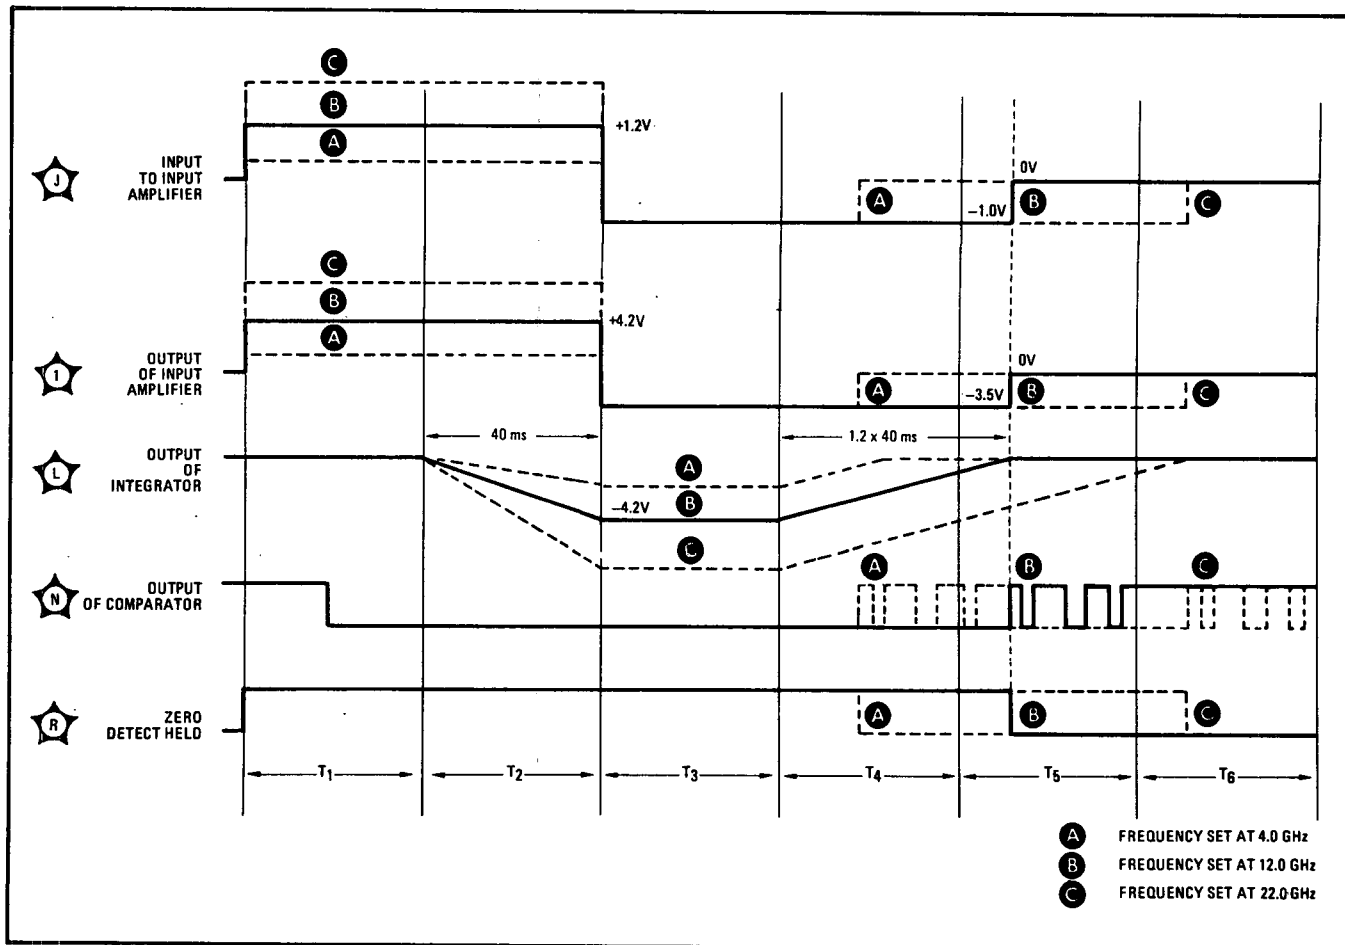 C
B
A
+1.2V
J
INPUT
TO INPUT
AMPLIFIER
0V
A
-1.0V
B
C
C
B
A
+4.2V
1
OUTPUT
OF INPUT
AMPLIFIER
0V
A
-3.5V
B
C
40 ms
1.2 x 40 ms
L
OUTPUT
OF
INTEGRATOR
A
-4.2V
B
C
A
B
C
N
OUTPUT
OF COMPARATOR
R
ZERO
DETECT HELD
A
B
C
T1
T2
T3
T4
T5
T6
A FREQUENCY SET AT 4.0 GHz
B FREQUENCY SET AT 12.0 GHz
C FREQUENCY SET AT 22.0 GHz